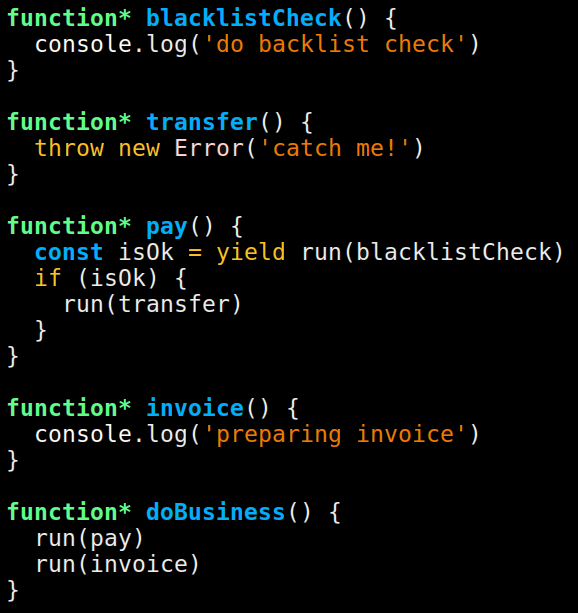 function* blacklistCheck() {
  console.log('do backlist check')
}

function* transfer() {
  throw new Error('catch me!')
}

function* pay() {
  const isOk = yield run(blacklistCheck)
  if (isOk) {
    run(transfer)
  }
}

function* invoice() {
  console.log('preparing invoice')
}

function* doBusiness() {
  run(pay)
  run(invoice)
}